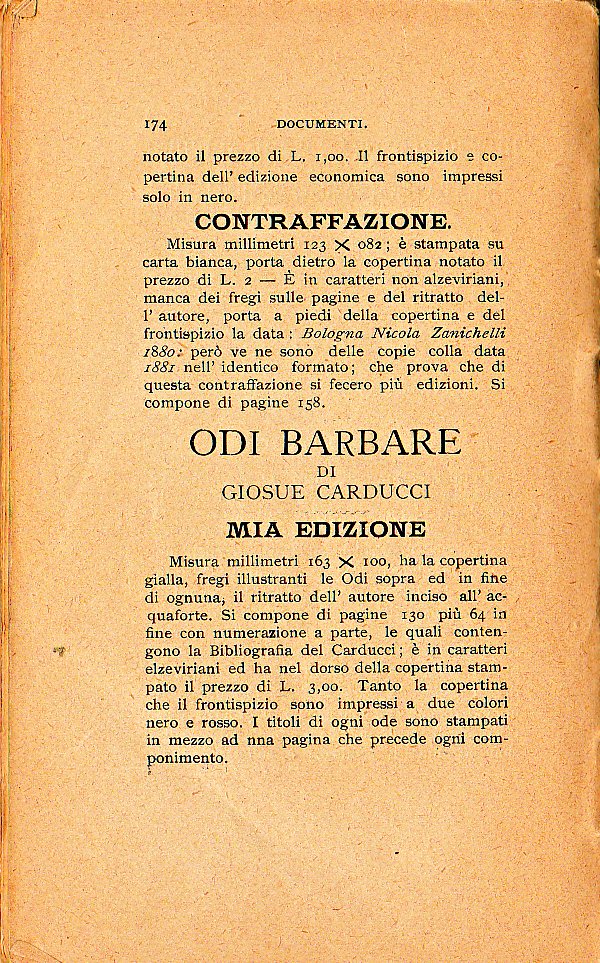 174 DOCUMENTI.
notato il prezzo di L. 1,00. Il frontispizio e co-
pertina dell' edizione economica sono impressi
solo in nero.
CONTRAFFAZIONE.
Misura millimetri 123 X 082 ; è stampata su
carta bianca, porta dietro la copertina notato il
prezzo di L. 2 — È in caratteri non alzeviriani,
manca dei fregi sulle pagine e del ritratto del-
l' autore, porta a piedi della copertina e del
frontispizio la data : Bologna Nicola Zanichelli
1880: però ve ne sono delle copie colla data
1881 nell' identico formato ; che prova che di
questa contraffazione si fecero più edizioni. Si
compone di pagine 158.
ODI BARBARE
DI
GIOSUE CARDUCCI
MIA EDIZIONE
Misura millimetri 163 X 100, ha la copertina
gialla, fregi illustranti le Odi sopra ed in fine
di ognuna, il ritratto dell' autore inciso all' ac-
quaforte. Si compone di pagine 130 più 64 in
fine con numerazione a parte, le quali conten-
gono la Bibliografia del Carducci ; è in caratteri
elzeviriani ed ha nel dorso della copertina stam-
pato il prezzo di L. 3,00. Tanto la copertina
che il frontispizio sono impressi a due colori
nero e rosso. I titoli di ogni ode sono stampati
in mezzo ad nna pagina che precede ogni com-
ponimento.